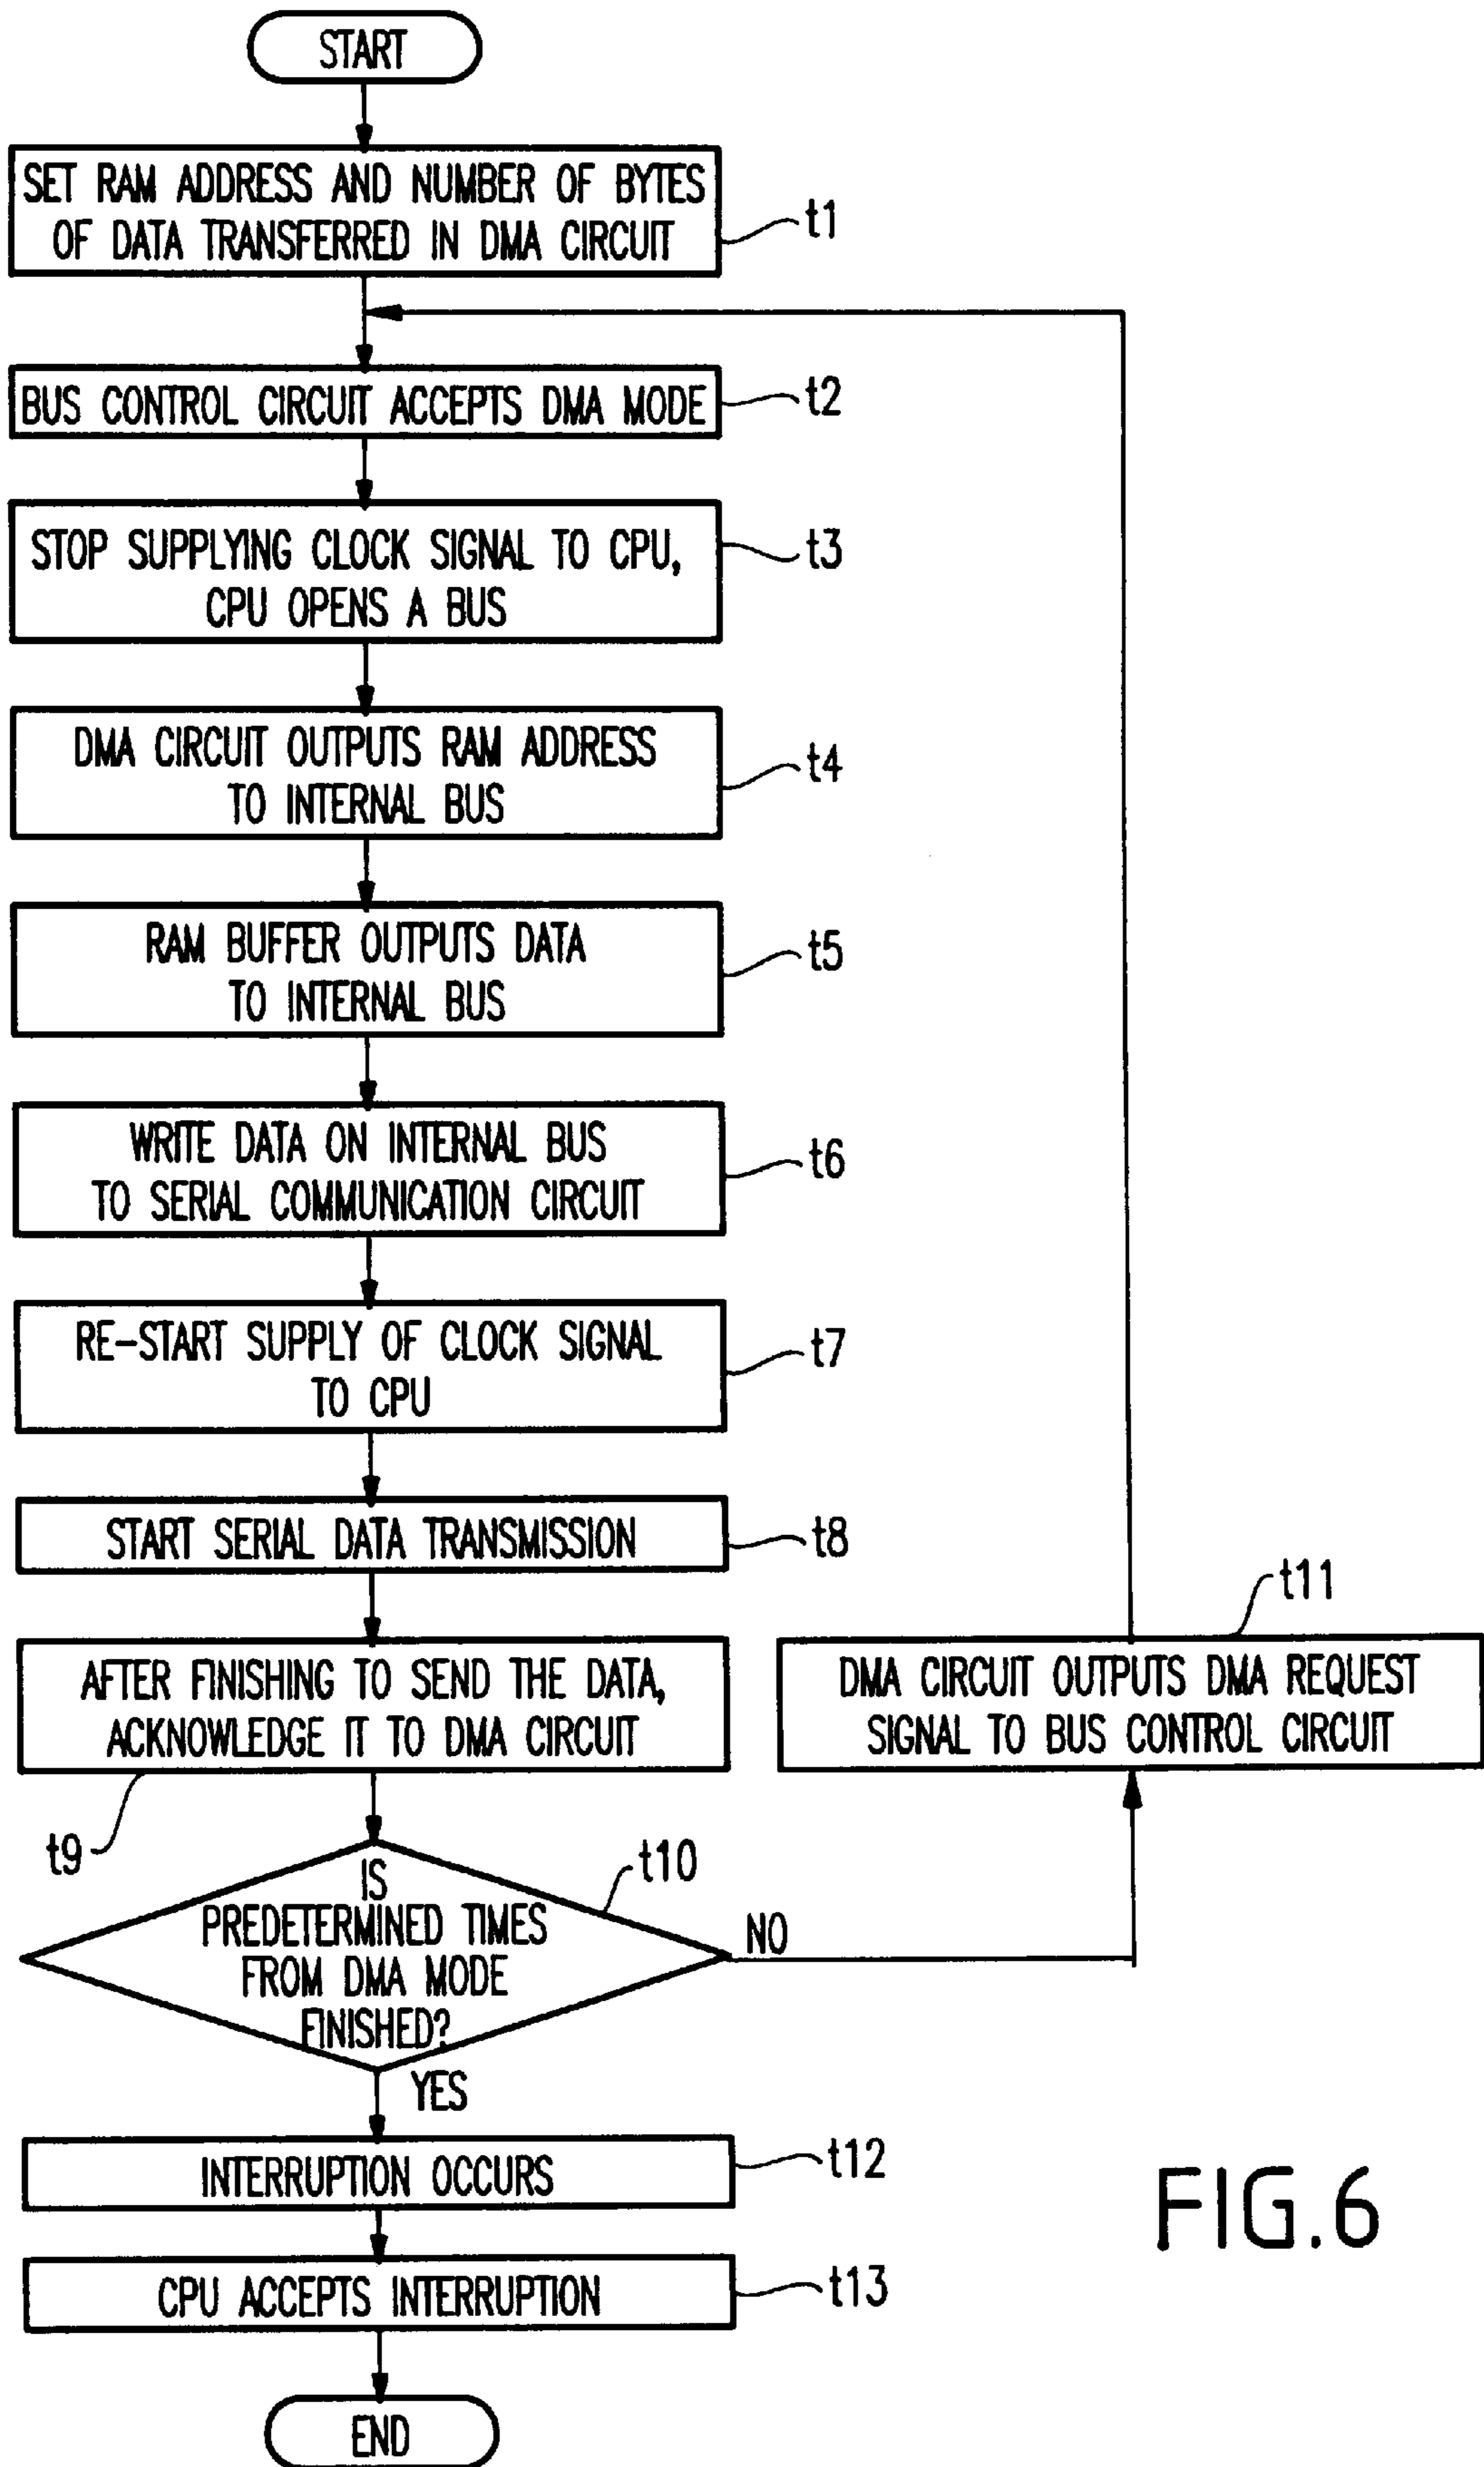 START
SET RAM ADDRESS AND NUMBER OF BYTES
OF DATA TRANSFERRED IN DMA CIRCUIT
t1
BUS CONTROL CIRCUIT ACCEPTS DMA MODE
t2
STOP SUPPLYING CLOCK SIGNAL TO CPU,
CPU OPENS A BUS
t3
DMA CIRCUIT OUTPUTS RAM ADDRESS
TO INTERNAL BUS
t4
RAM BUFFER OUTPUTS DATA
TO INTERNAL BUS
t5
WRITE DATA ON INTERNAL BUS
TO SERIAL COMMUNICATION CIRCUIT
t6
RE-START SUPPLY OF CLOCK SIGNAL
TO CPU
t7
START SERIAL DATA TRANSMISSION
t8
AFTER FINISHING TO SEND THE DATA,
ACKNOWLEDGE IT TO DMA CIRCUIT
t9
t11
DMA CIRCUIT OUTPUTS DMA REQUEST
SIGNAL TO BUS CONTROL CIRCUIT
IS
PREDETERMINED TIMES
FROM DMA MODE
FINISHED?
t10
NO
YES
INTERRUPTION OCCURS
t12
CPU ACCEPTS INTERRUPTION
t13
END
FIG.6